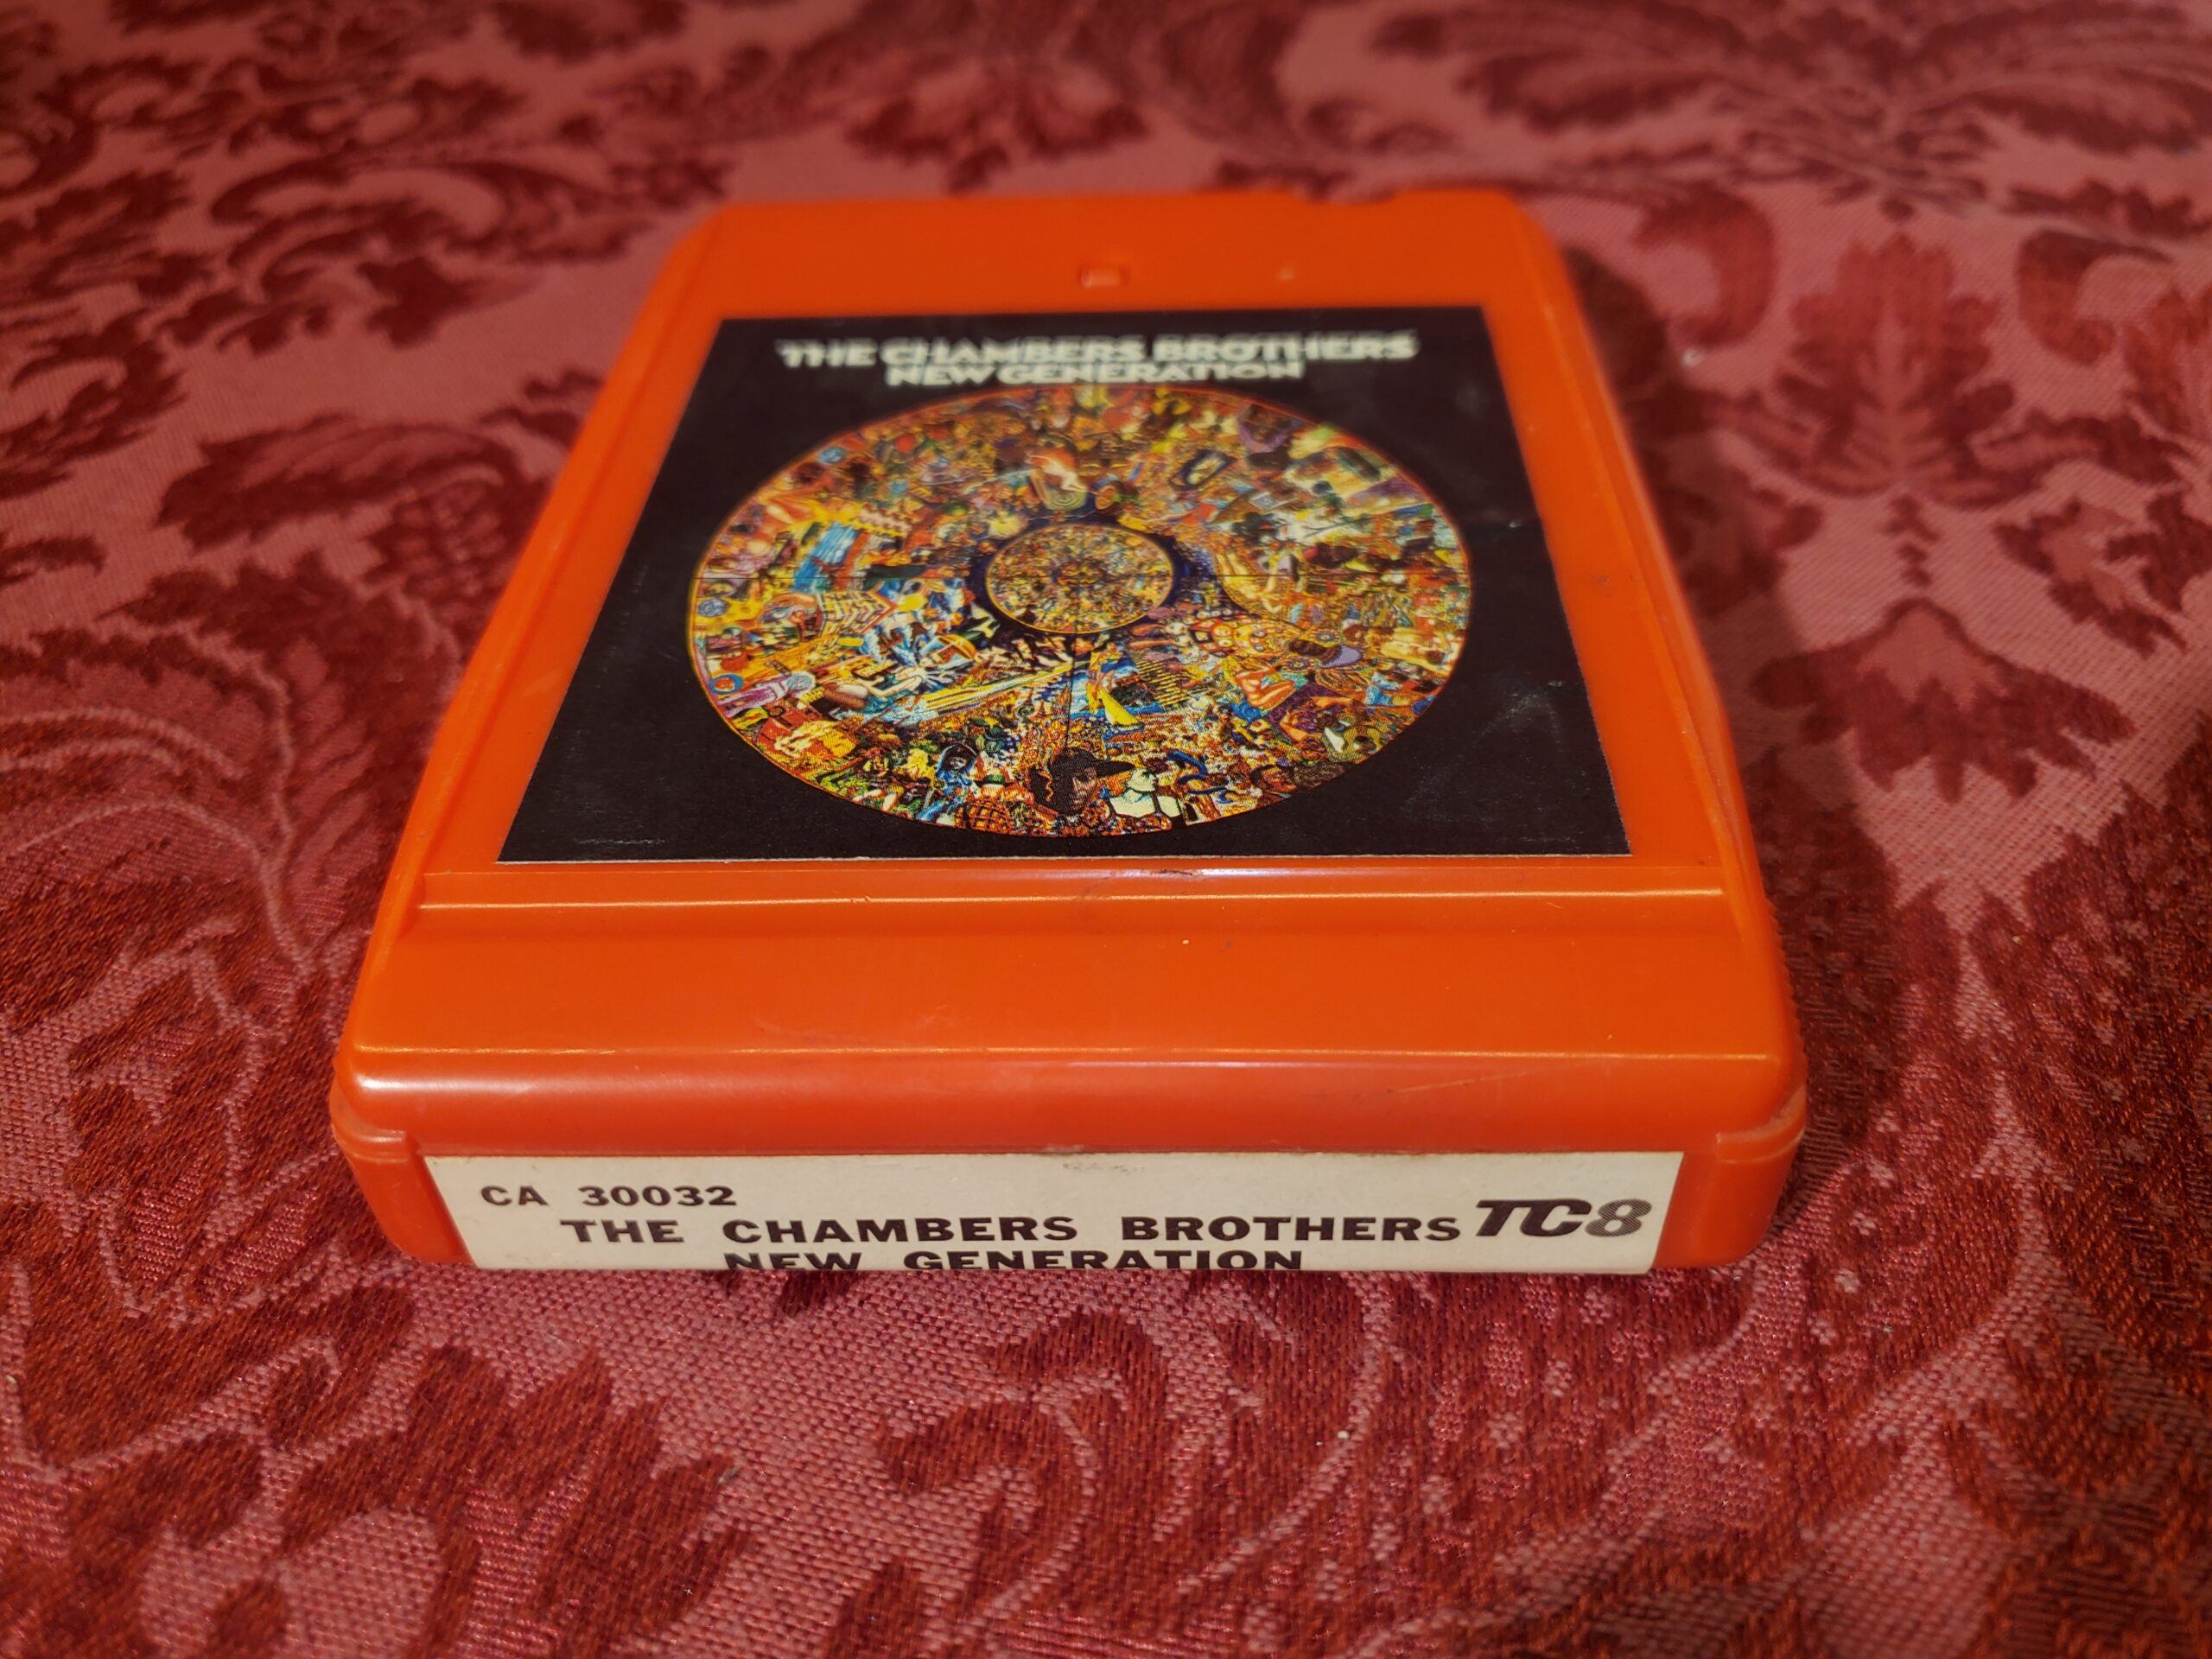 THE CHAMBERS BROTHERS
NEW GENERATION
CA 30032
THE CHAMBERS BROTHERS TC8
NEW GENERATION